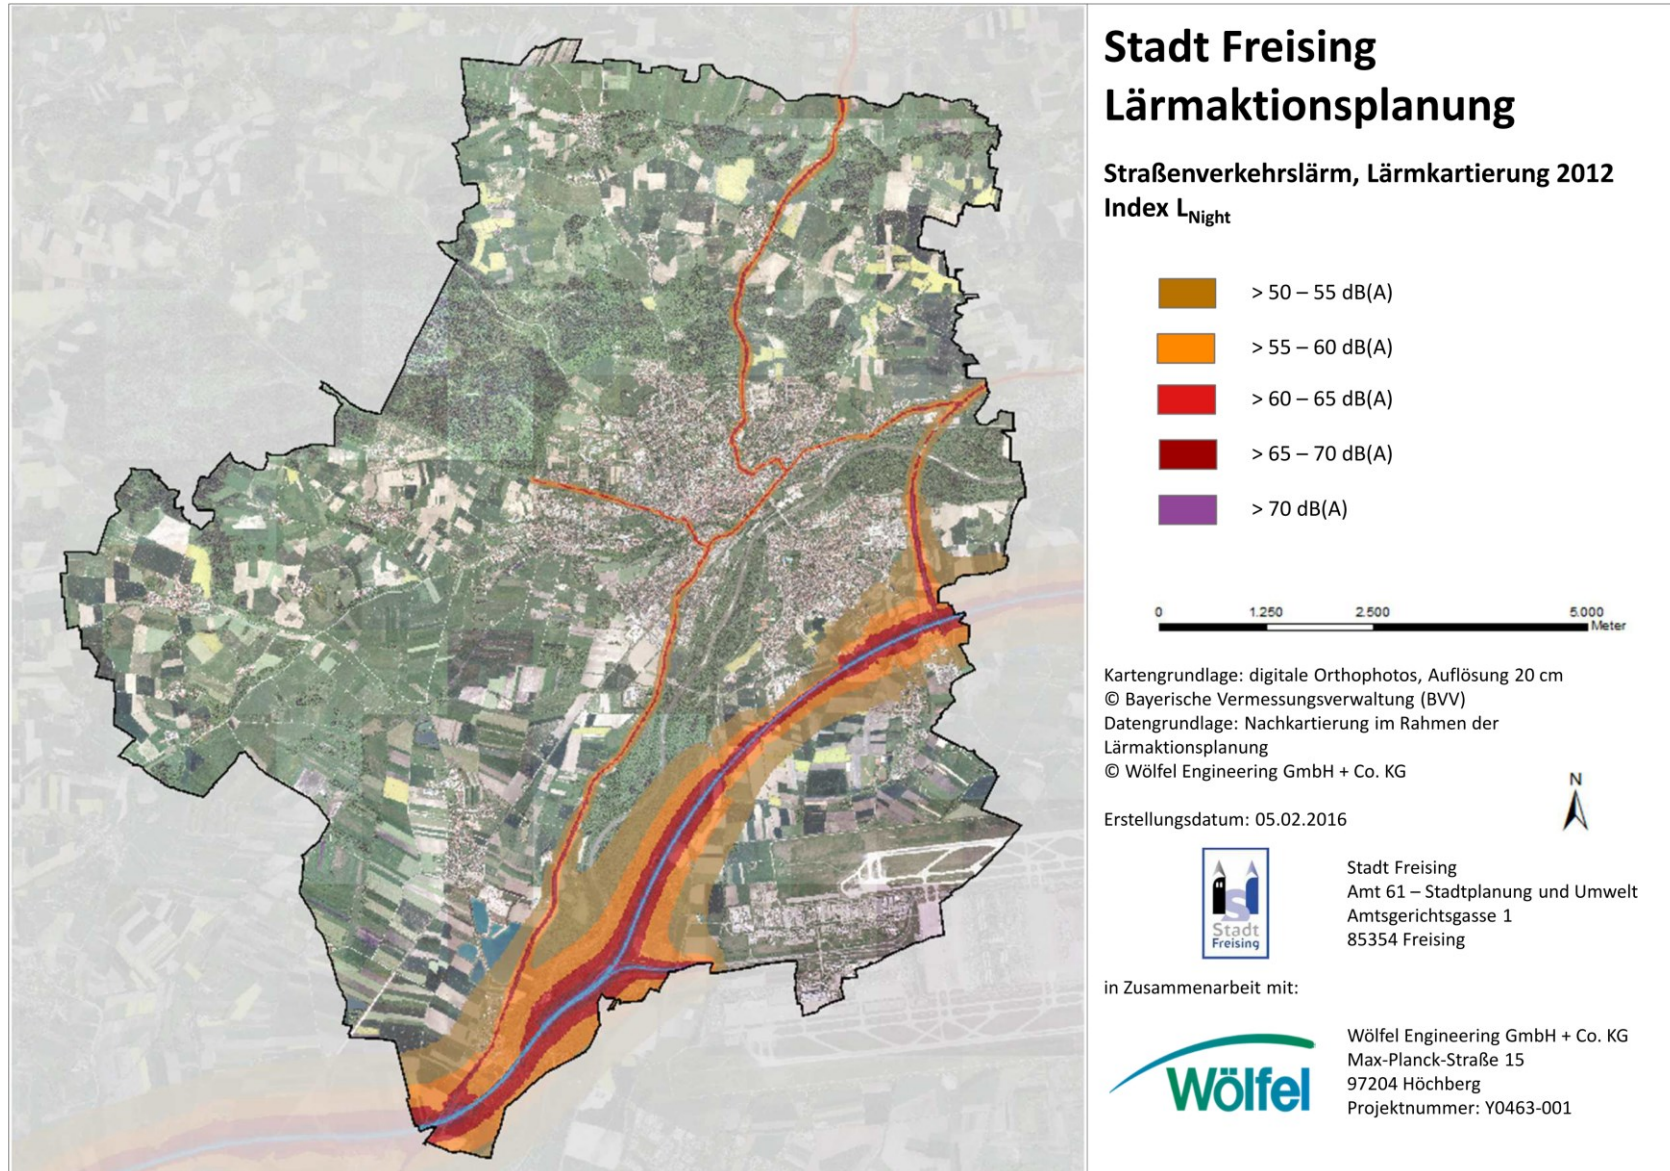 Stadt Freising
Lärmaktionsplanung
Straßenverkehrslärm, Lärmkartierung 2012
Index LNight
> 50 – 55 dB(A)
> 55 – 60 dB(A)
> 60 – 65 dB(A)
> 65 – 70 dB(A)
> 70 dB(A)
0 1.250 2.500 5.000
Meter
Kartengrundlage: digitale Orthophotos, Auflösung 20 cm
© Bayerische Vermessungsverwaltung (BVV)
Datengrundlage: Nachkartierung im Rahmen der
Lärmaktionsplanung
© Wölfel Engineering GmbH + Co. KG
N
Erstellungsdatum: 05.02.2016
Stadt
Freising
Stadt Freising
Amt 61 – Stadtplanung und Umwelt
Amtsgerichtsgasse 1
85354 Freising
in Zusammenarbeit mit:
Wölfel
Wölfel Engineering GmbH + Co. KG
Max-Planck-Straße 15
97204 Höchberg
Projektnummer: Y0463-001